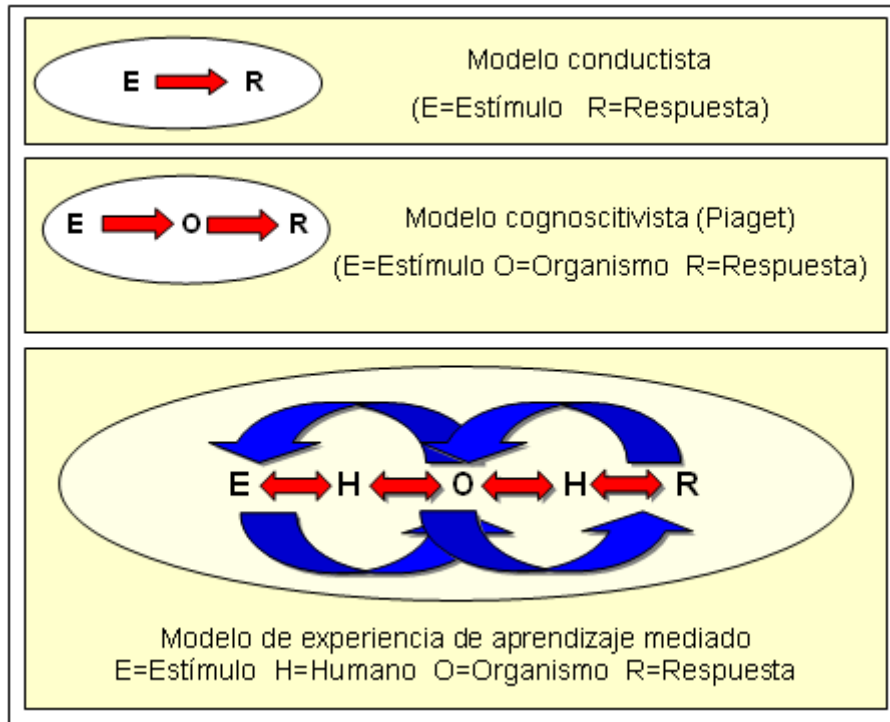 E R
Modelo conductista
(E=Estímulo R=Respuesta)
E O R
Modelo cognoscitivista (Piaget)
(E=Estímulo O=Organismo R=Respuesta)
E H O H R
Modelo de experiencia de aprendizaje mediado
E=Estímulo H=Humano O=Organismo R=Respuesta